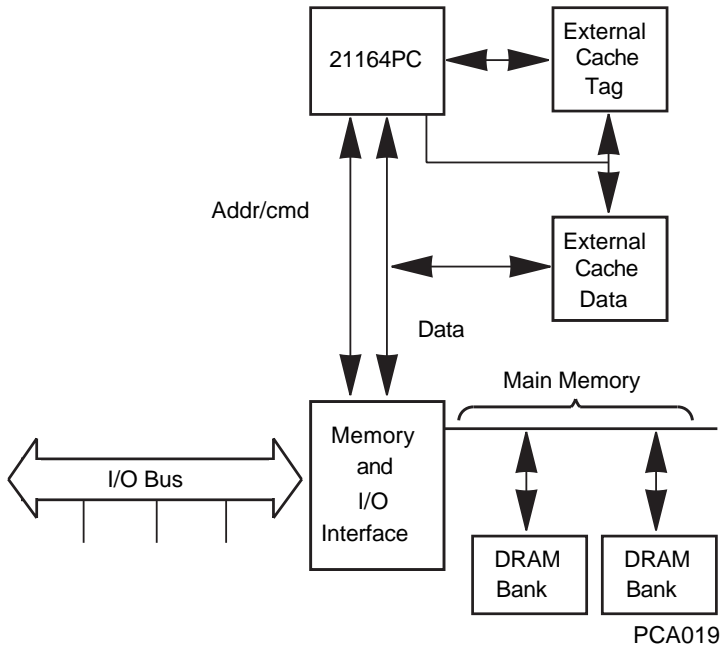 21164PC
External
Cache
Tag
Addr/cmd
External
Cache
Data
Data
Main Memory
Memory
and
I/O
Interface
I/O Bus
DRAM
Bank
DRAM
Bank
PCA019